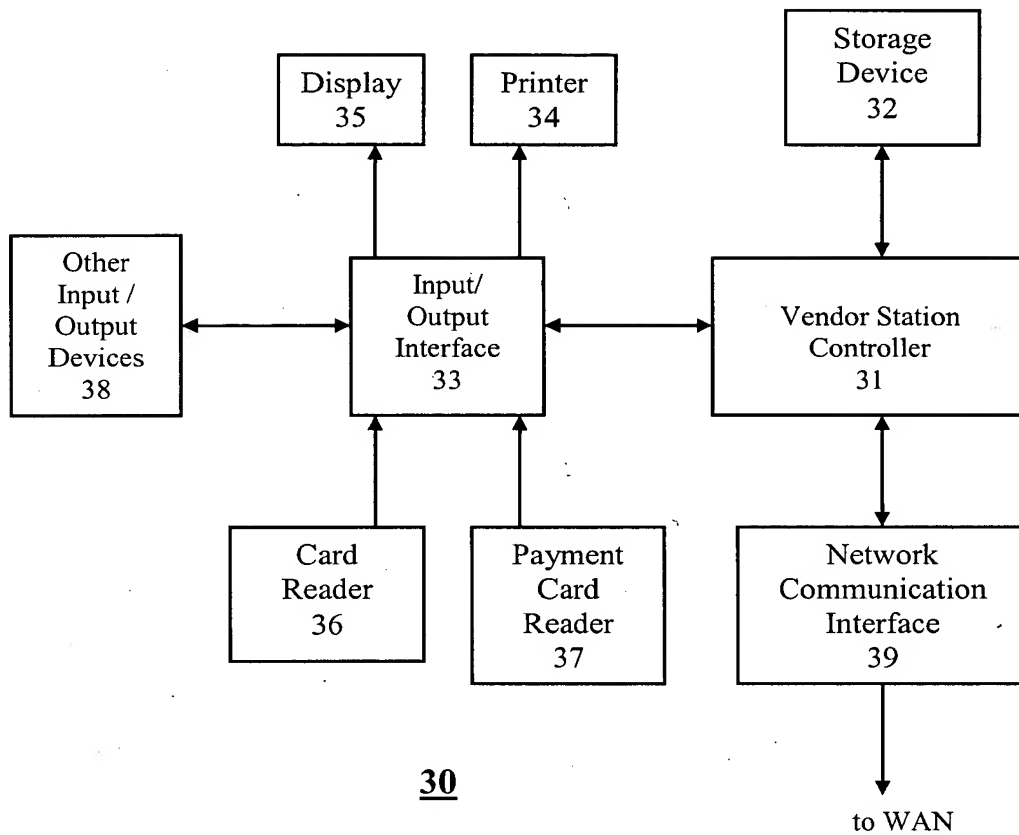 Display
35
Printer
34
Storage
Device
32
Other
Input /
Output
Devices
38
Input/
Output
Interface
33
Vendor Station
Controller
31
Card
Reader
36
Payment
Card
Reader
37
Network
Communication
Interface
39
30
to WAN